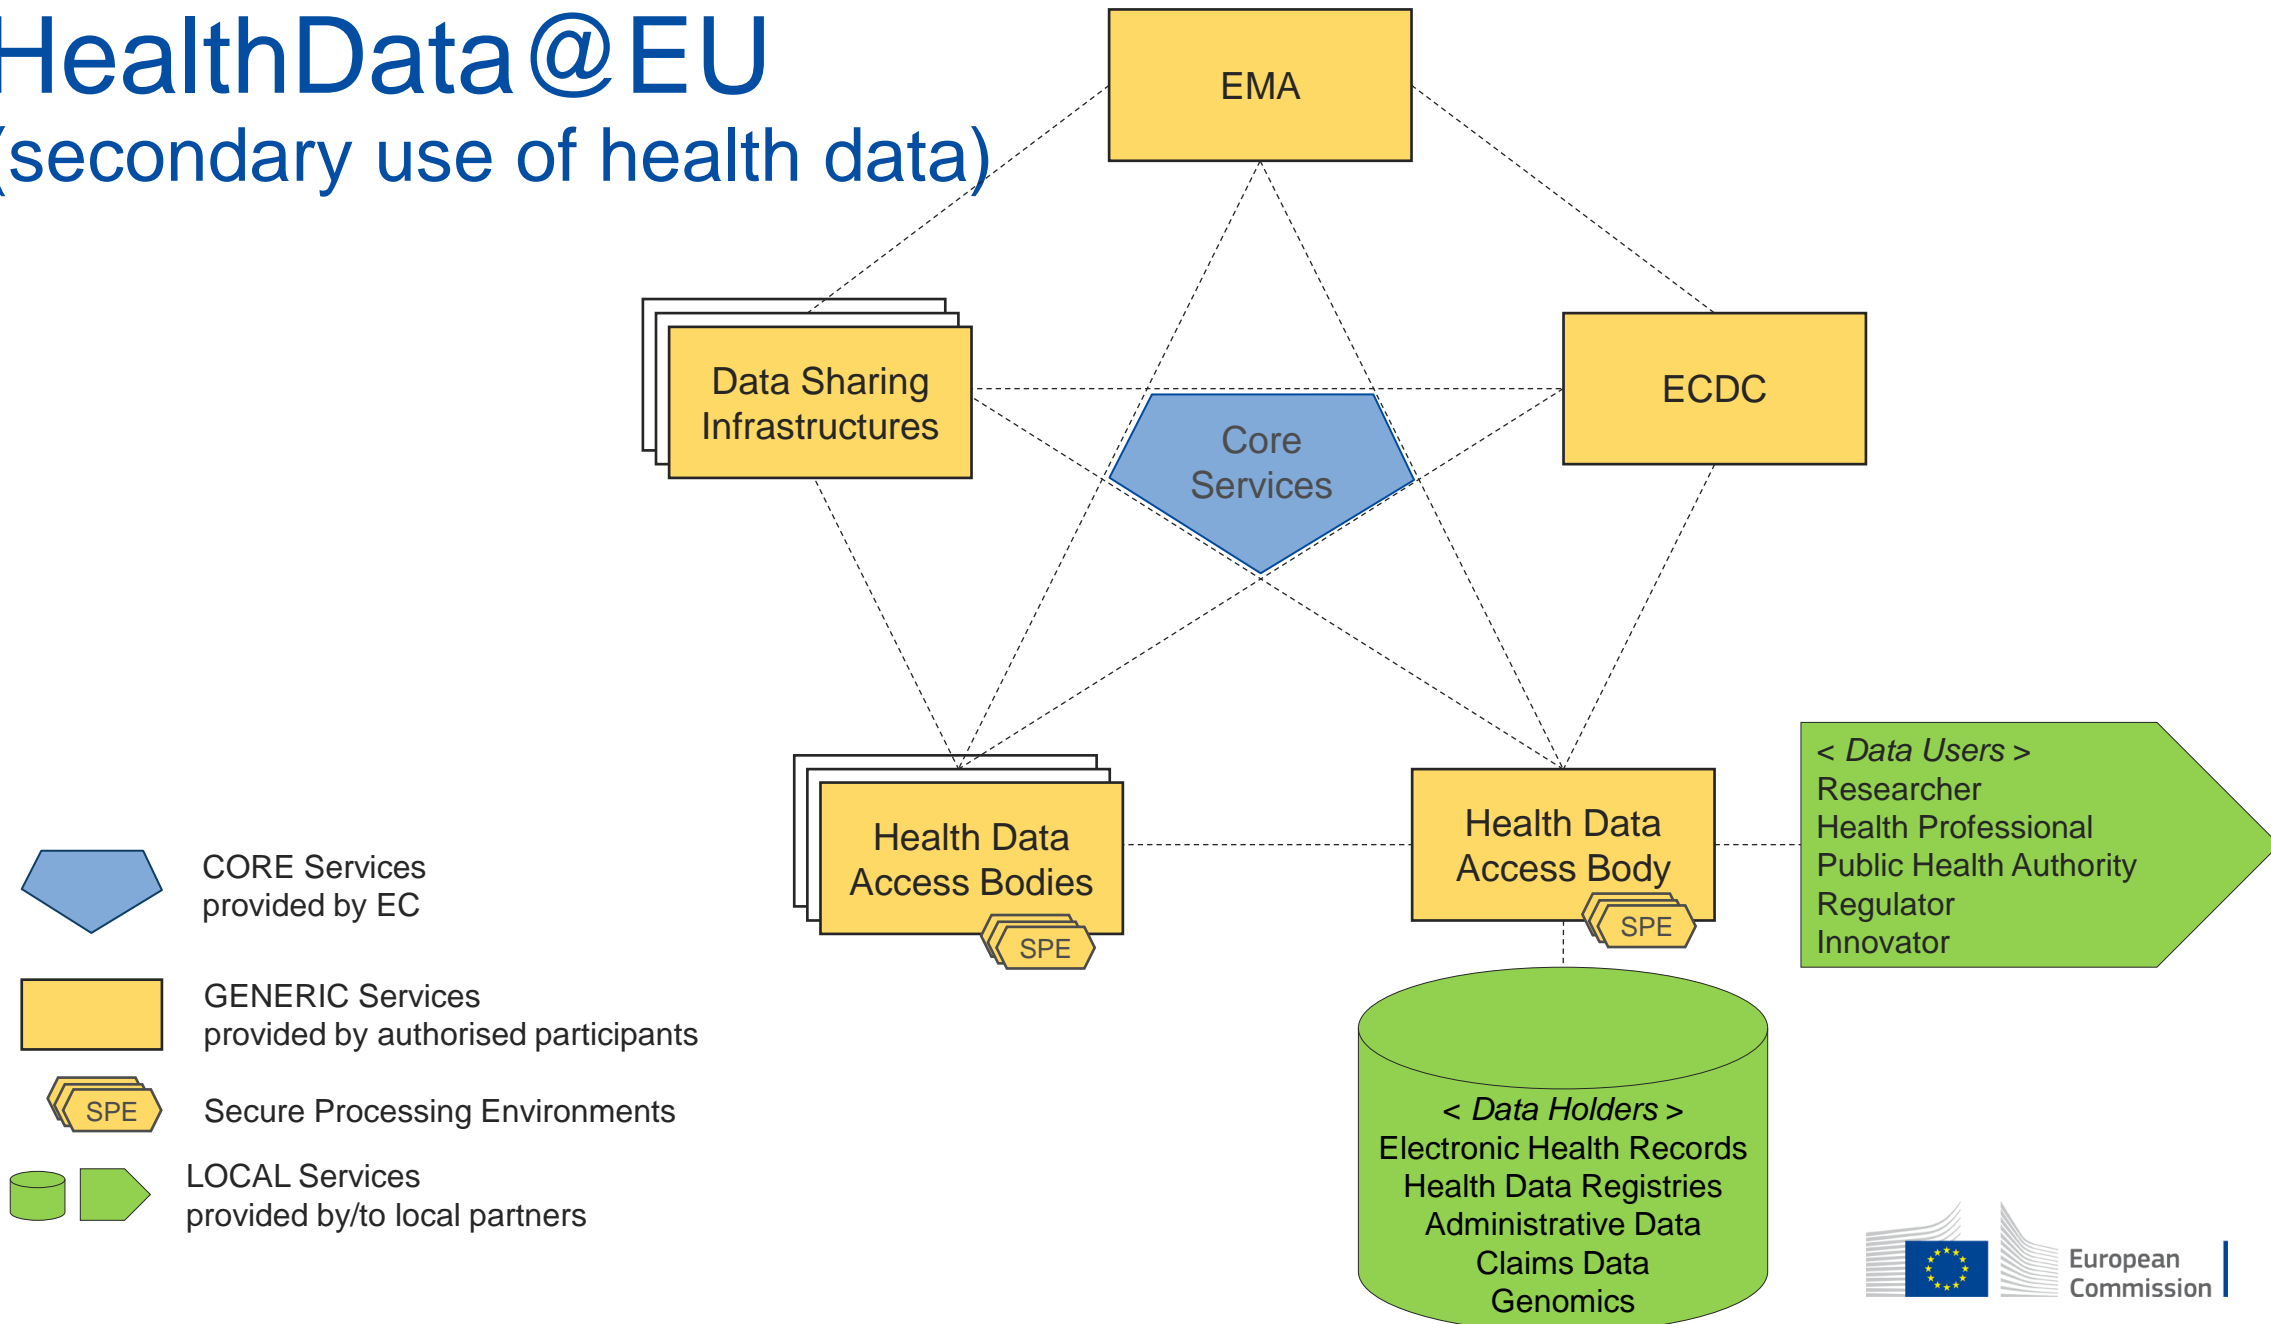 HealthData@EU
(secondary use of health data)
EMA
Data Sharing
Infrastructures
ECDC
Core
Services
Health Data
Access Bodies
SPE
Health Data
Access Body
SPE
< Data Users >
Researcher
Health Professional
Public Health Authority
Regulator
Innovator
< Data Holders >
Electronic Health Records
Health Data Registries
Administrative Data
Claims Data
Genomics
CORE Services
provided by EC
GENERIC Services
provided by authorised participants
SPE
Secure Processing Environments
LOCAL Services
provided by/to local partners
European
Commission